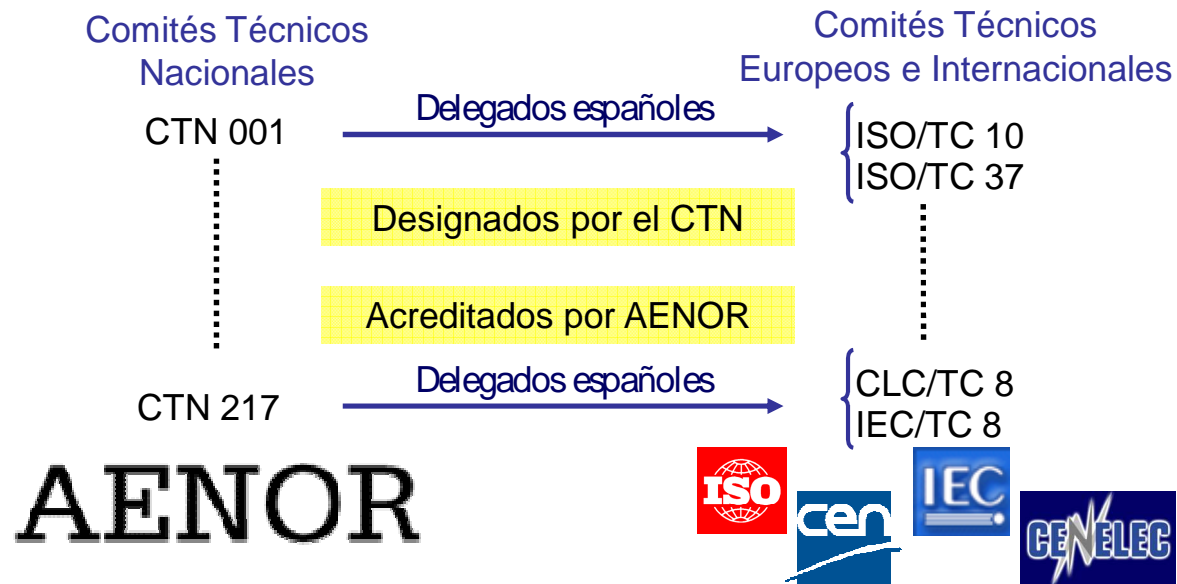 Comités Técnicos
Nacionales
Comités Técnicos
Europeos e Internacionales
CTN 001
Delegados españoles
ISO/TC 10
ISO/TC 37
Designados por el CTN
Acreditados por AENOR
CTN 217
Delegados españoles
CLC/TC 8
IEC/TC 8
AENOR
ISO
cen
IEC
CENELEC